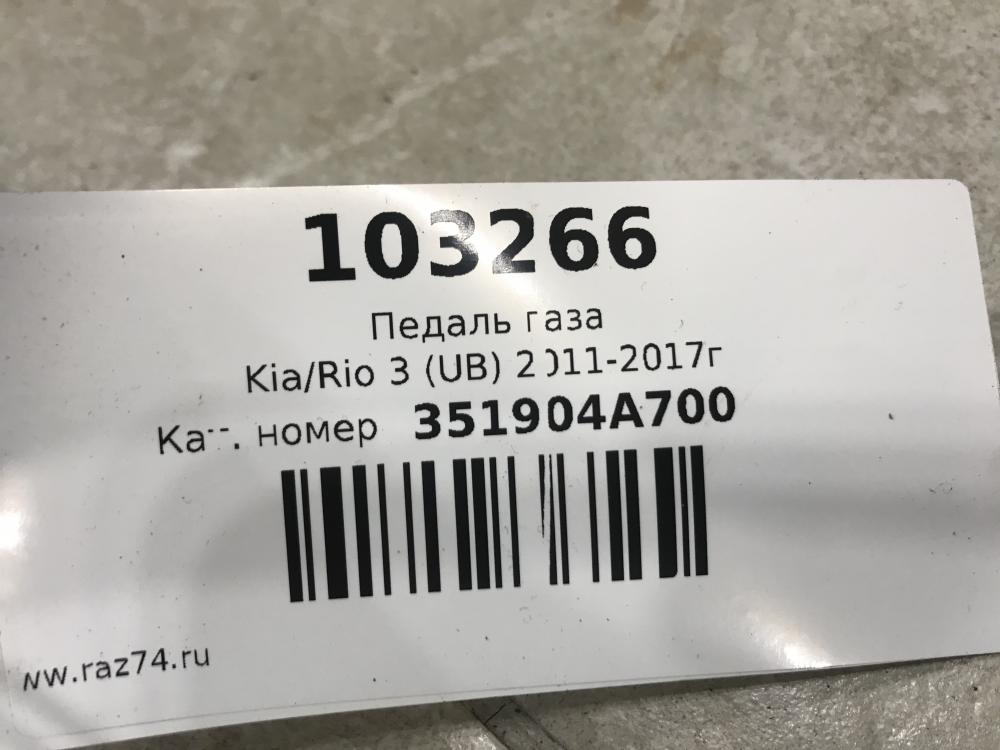 103266
Педаль газа
Kia/Rio 3 (UB) 2011-2017г
Кат. номер 351904A700
ww.raz74.ru